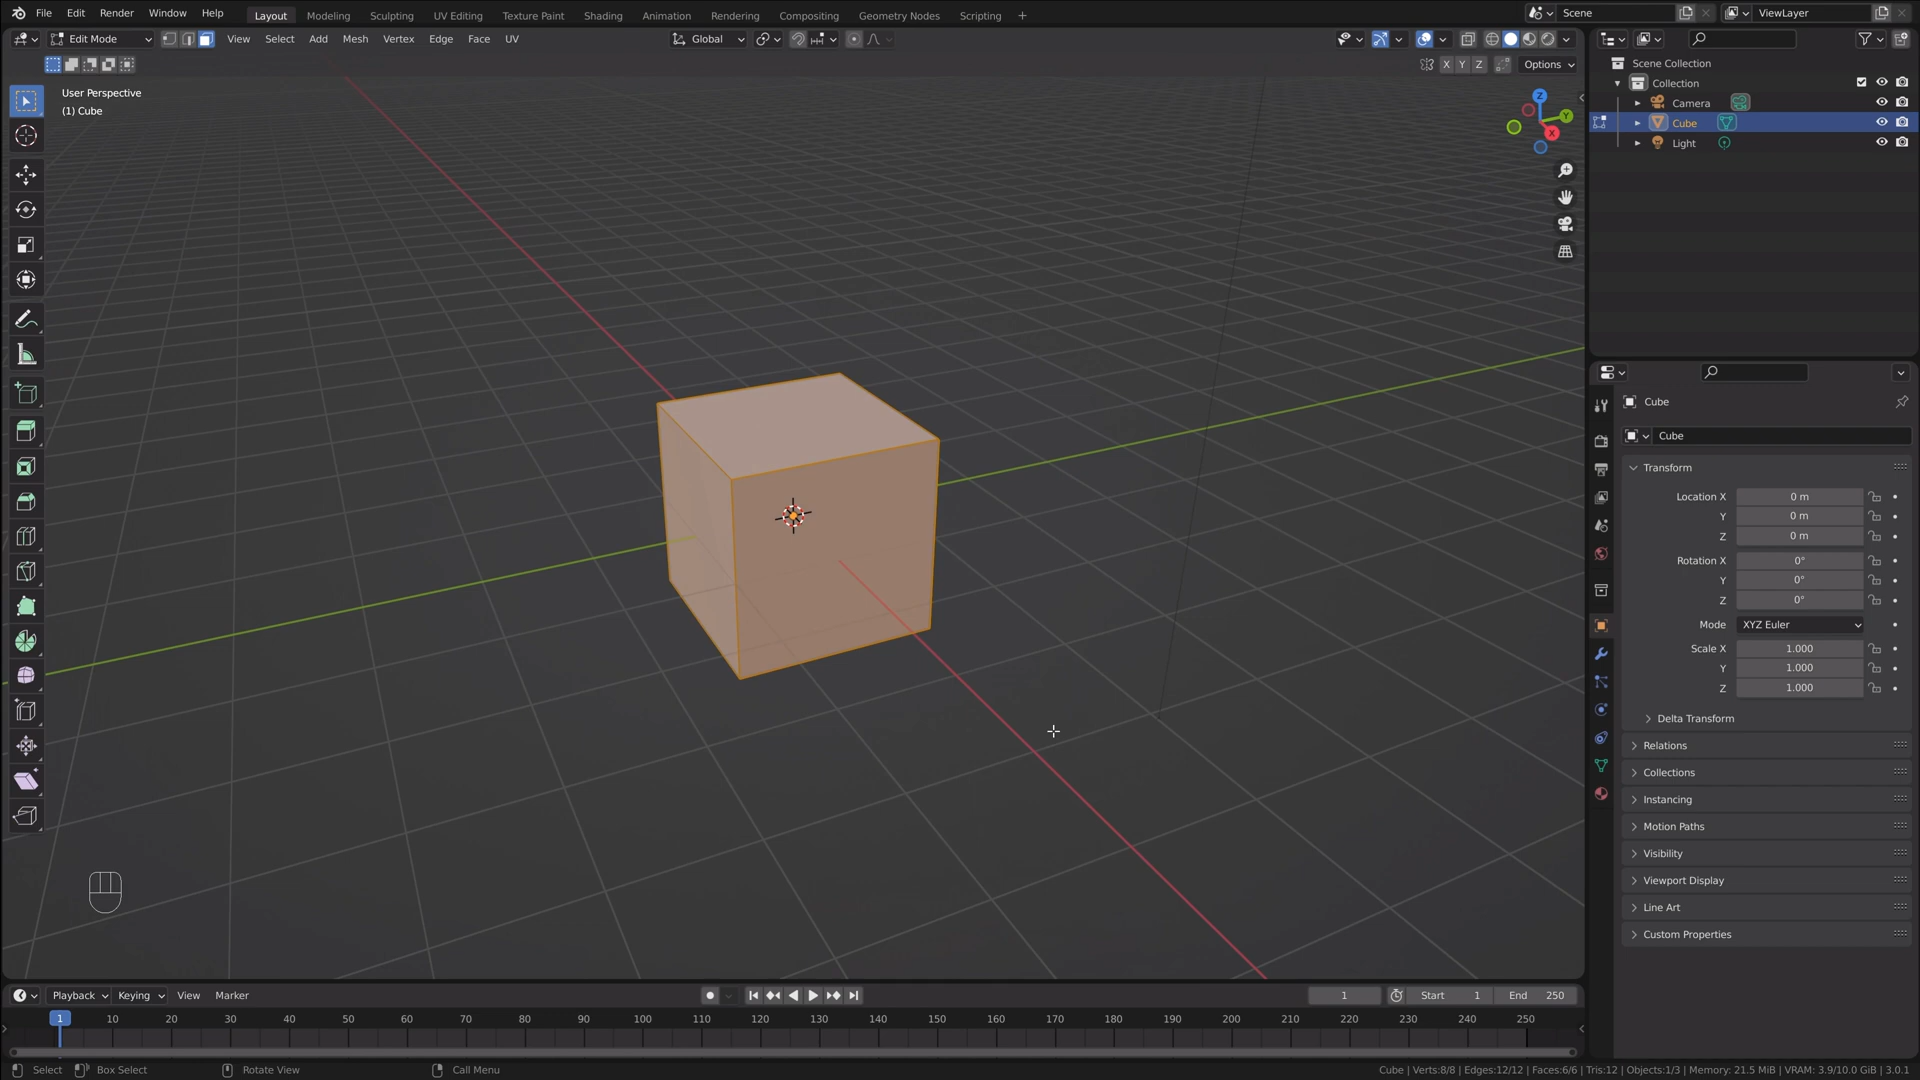 File Edit Render Window Help Layout Modeling Sculpting UV Editing Texture Paint Shading Animation Rendering Compositing Geometry Nodes Scripting + Scene ViewLayer
Edit Mode View Select Add Mesh Vertex Edge Face UV Global
X Y Z Options
User Perspective
(1) Cube
Z
Y
X
Scene Collection
Collection
Camera
Cube
Light
Cube
Cube
Transform
Location X 0 m
Y 0 m
Z 0 m
Rotation X 0°
Y 0°
Z 0°
Mode XYZ Euler
Scale X 1.000
Y 1.000
Z 1.000
Delta Transform
Relations
Collections
Instancing
Motion Paths
Visibility
Viewport Display
Line Art
Custom Properties
Playback Keying View Marker 1 Start 1 End 250
1 10 20 30 40 50 60 70 80 90 100 110 120 130 140 150 160 170 180 190 200 210 220 230 240 250
Select Box Select Rotate View Call Menu Cube | Verts:8/8 | Edges:12/12 | Faces:6/6 | Tris:12 | Objects:1/3 | Memory: 21.5 MiB | VRAM: 3.9/10.0 GiB | 3.0.1